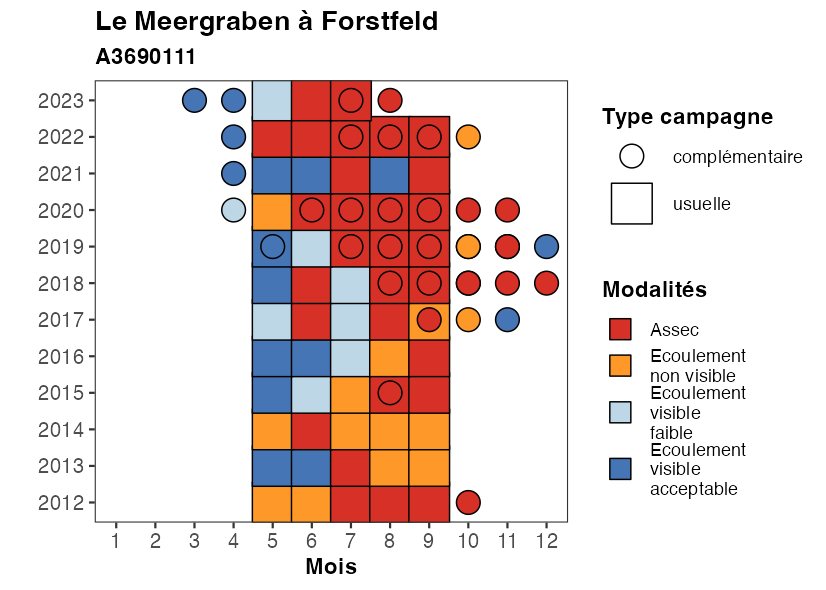 Le Meergraben à Forstfeld
A3690111
2023
2022
2021
2020
2019
2018
2017
2016
2015
2014
2013
2012
1 2 3 4 5 6 7 8 9 10 11 12
Mois
Type campagne
complémentaire
usuelle
Modalités
Assec
Ecoulement
non visible
Ecoulement
visible
faible
Ecoulement
visible
acceptable